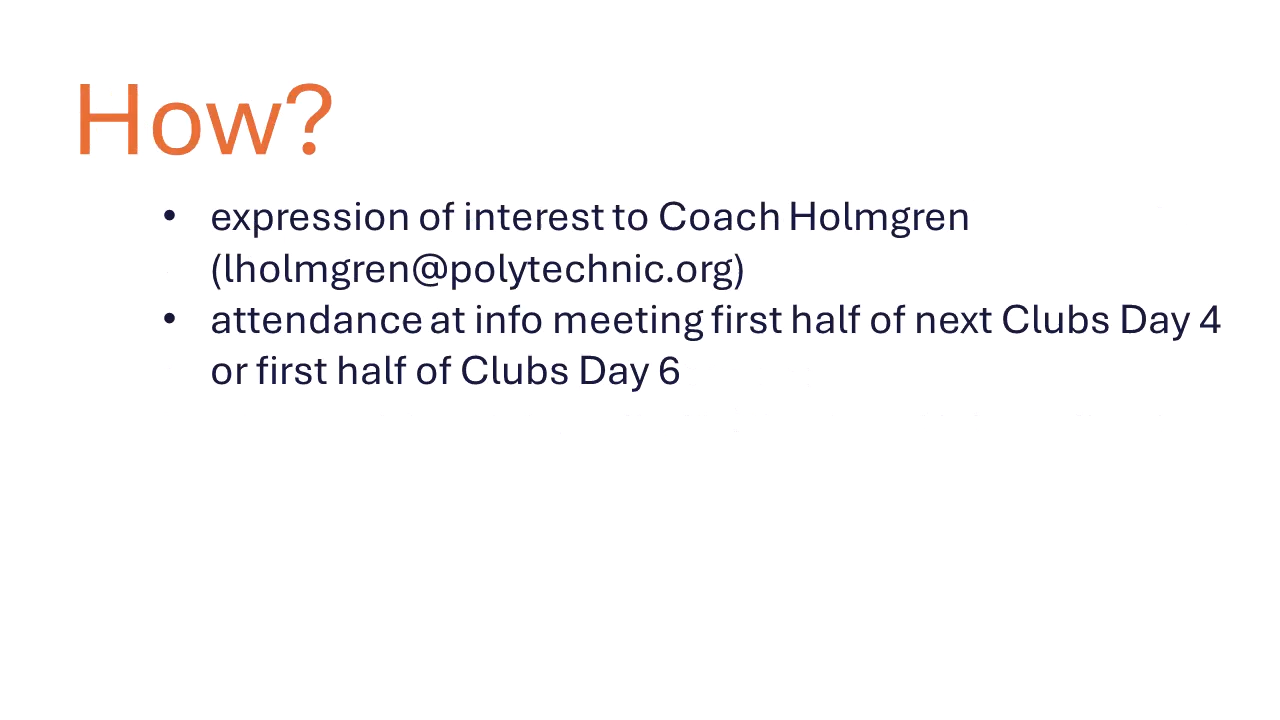 How?
• expression of interest to Coach Holmgren
(lholmgren@polytechnic.org)
• attendance at info meeting first half of next Clubs Day 4
or first half of Clubs Day 6